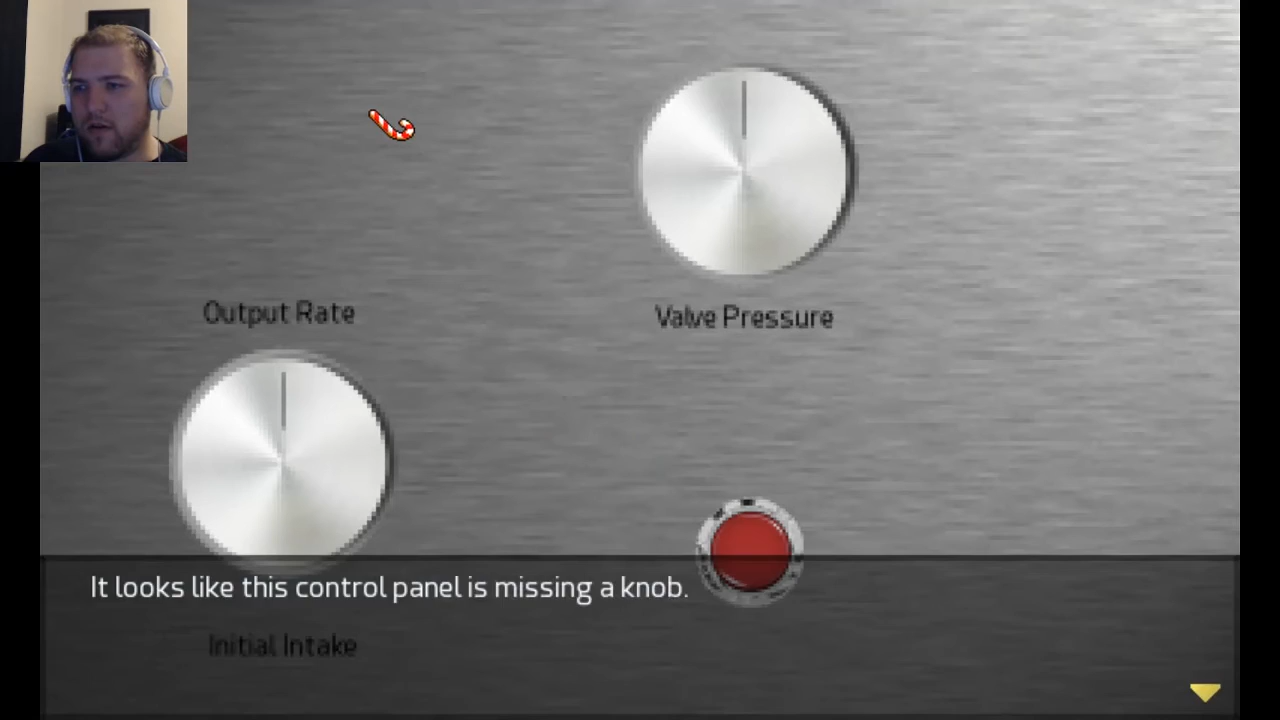 Output Rate
Valve Pressure
It looks like this control panel is missing a knob.
Initial Intake